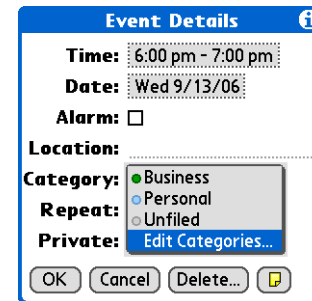 Event Details
Time: 6:00 pm - 7:00 pm
Date: Wed 9/13/06
Alarm:
Location:
Category: Business
Personal
Repeat:
Unfiled
Private: Edit Categories...
OK Cancel Delete...